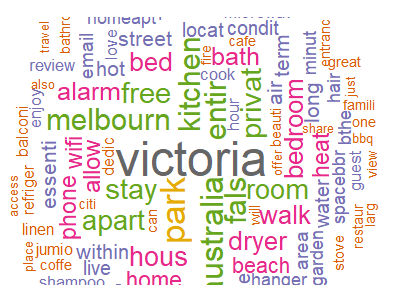 travel
bathro
homeapt
love
street
locat
condit
minut
entranc
email
hot
bed
cook
fire
cafe
bath
term
great
review
also
enjoy
alarm
free
kitchen
entir
hour
privat
air
beauti
long
hair
just
famili
one
bbq
melbourn
wifi
allow
dedic
victoria
offer
bedroom
share
bthe
view
balconi
refriger
essenti
phone
citi
stay
park
australia
fals
room
will
heat
spacebbr
guest
access
linen
apart
can
walk
water
restaur
larg
place
jumio
coffe
within
live
hous
home
dryer
beach
area
garden
stove
shampoo
e
hanger